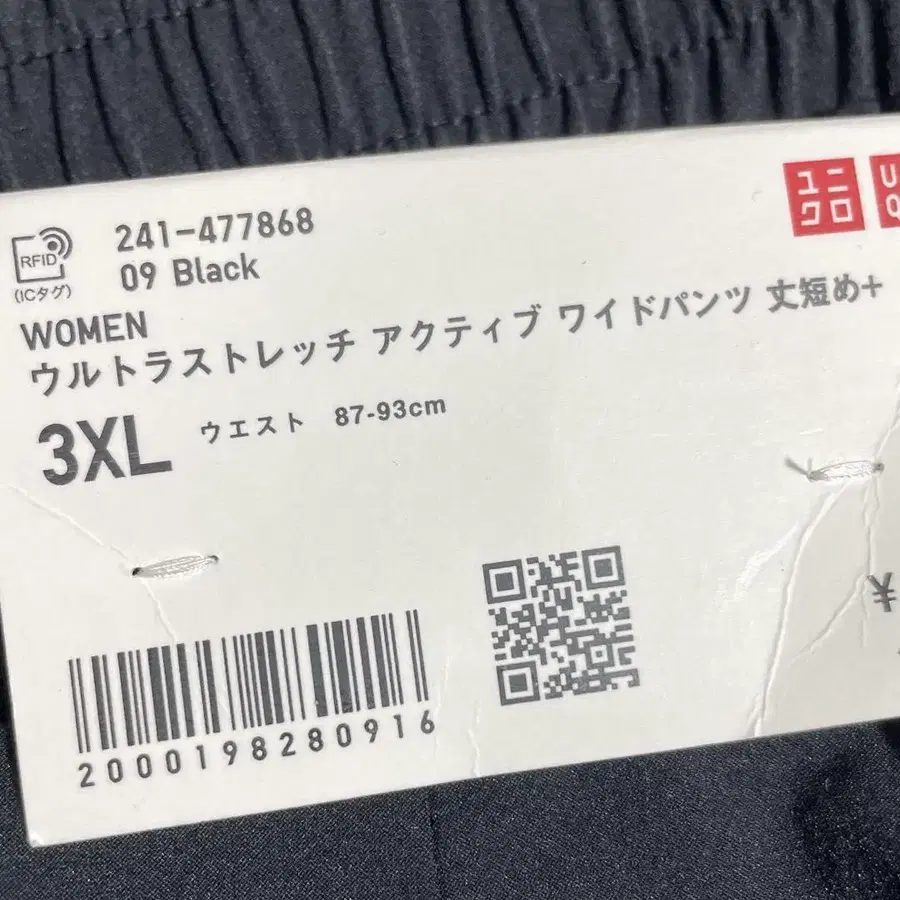 ユニ
クロ
RFID
(ICタグ)
241-477868
09 Black
WOMEN
ウルトラストレッチ アクティブ ワイドパンツ 丈短め+
3XL ウエスト 87-93cm
¥
2000198280916